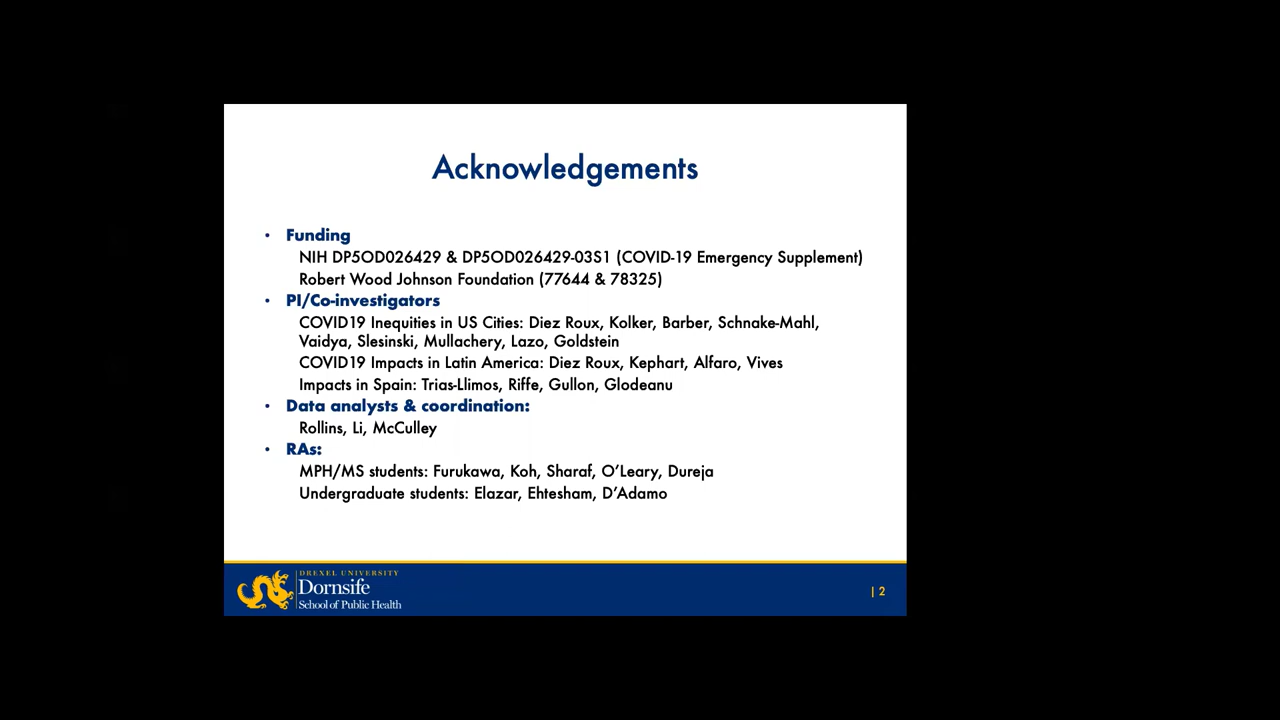 Acknowledgements
• Funding
NIH DP5OD026429 & DP5OD026429-03S1 (COVID-19 Emergency Supplement)
Robert Wood Johnson Foundation (77644 & 78325)
• PI/Co-investigators
COVID19 Inequities in US Cities: Diez Roux, Kolker, Barber, Schnake-Mahl,
Vaidya, Slesinski, Mullachery, Lazo, Goldstein
COVID19 Impacts in Latin America: Diez Roux, Kephart, Alfaro, Vives
Impacts in Spain: Trias-Llimos, Riffe, Gullon, Glodeanu
• Data analysts & coordination:
Rollins, Li, McCulley
• RAs:
MPH/MS students: Furukawa, Koh, Sharaf, O’Leary, Dureja
Undergraduate students: Elazar, Ehtesham, D’Adamo
DREXEL UNIVERSITY
Dornsife
School of Public Health
| 2